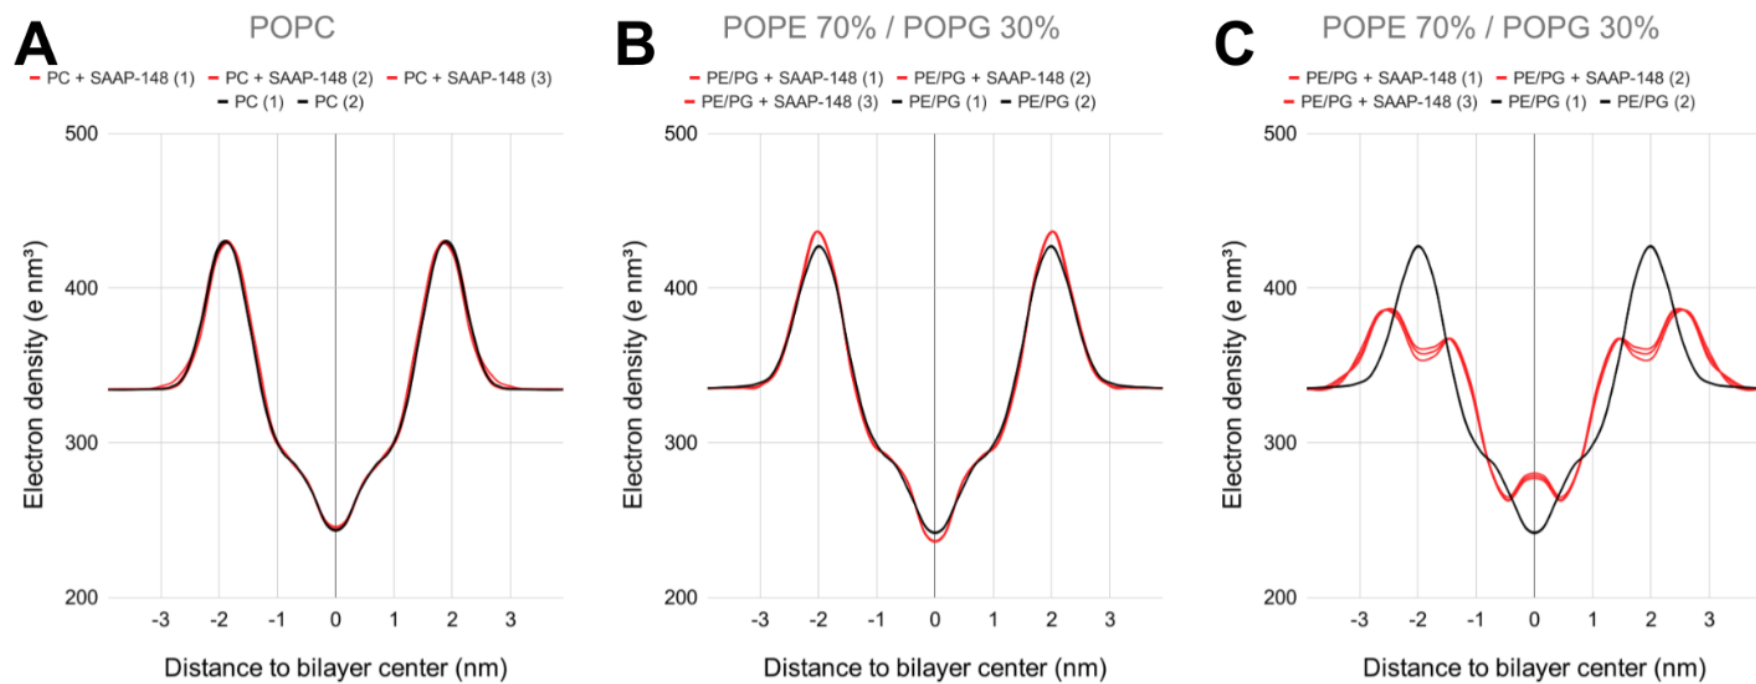 A
POPC
PC + SAAP-148 (1) PC + SAAP-148 (2) PC + SAAP-148 (3)
PC (1) PC (2)
Electron density (e nm³)
500
400
300
200
-3 -2 -1 0 1 2 3
Distance to bilayer center (nm)
B
POPE 70% / POPG 30%
PE/PG + SAAP-148 (1) PE/PG + SAAP-148 (2)
PE/PG + SAAP-148 (3) PE/PG (1) PE/PG (2)
Electron density (e nm³)
500
400
300
200
-3 -2 -1 0 1 2 3
Distance to bilayer center (nm)
C
POPE 70% / POPG 30%
PE/PG + SAAP-148 (1) PE/PG + SAAP-148 (2)
PE/PG + SAAP-148 (3) PE/PG (1) PE/PG (2)
Electron density (e nm³)
500
400
300
200
-3 -2 -1 0 1 2 3
Distance to bilayer center (nm)